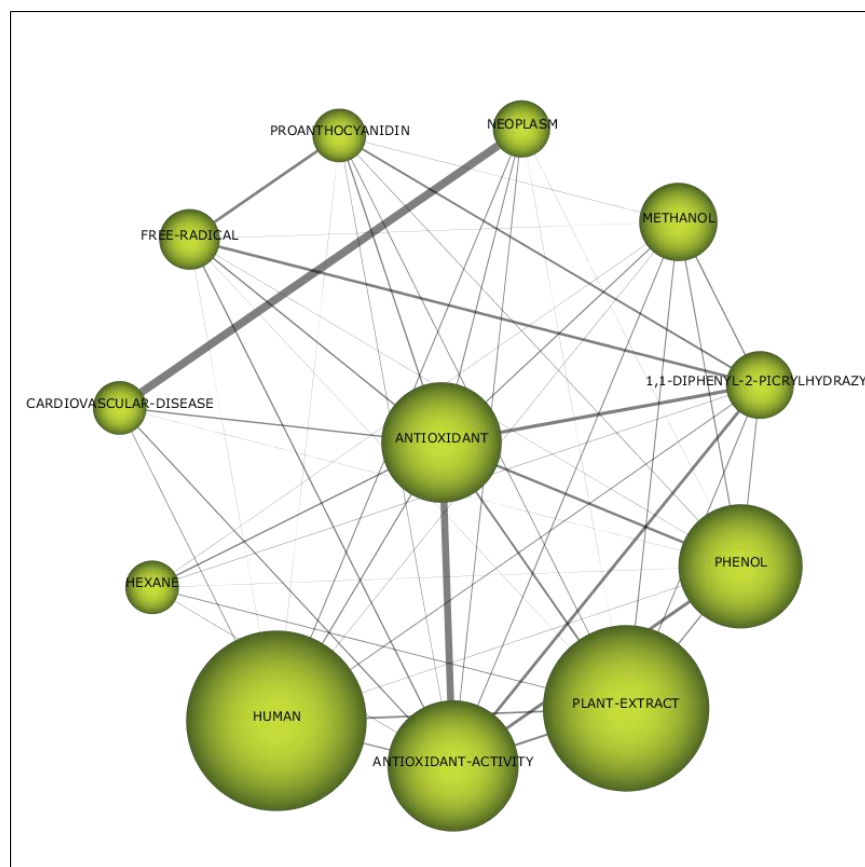 NEOPLASM
PROANTHOCYANIDIN
METHANOL
FREE-RADICAL
1,1-DIPHENYL-2-PICRYLHYDRAZY
CARDIOVASCULAR-DISEASE
ANTIOXIDANT
PHENOL
HEXANE
PLANT-EXTRACT
HUMAN
ANTIOXIDANT-ACTIVITY